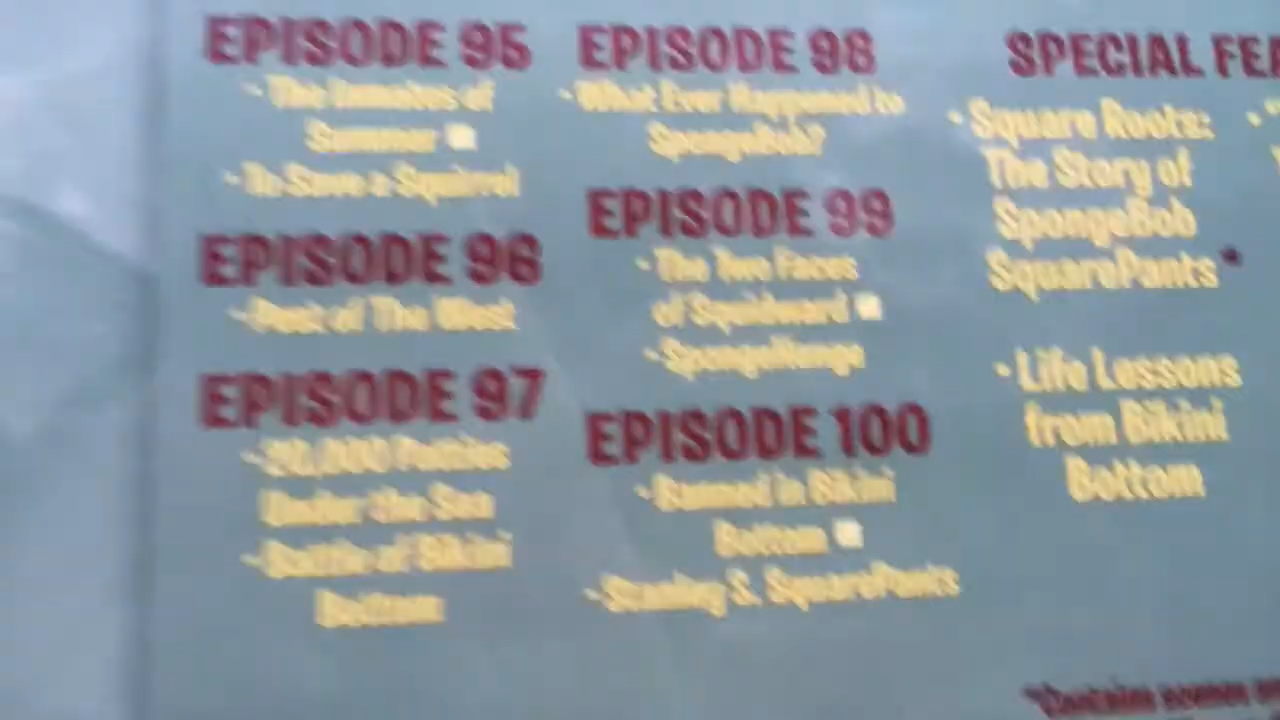 EPISODE 95
• The Inmates of
Summer
• To Save a Squirrel
EPISODE 96
• Pest of The West
EPISODE 97
• 20,000 Patties
Under the Sea
• Battle of Bikini
Bottom
EPISODE 98
• What Ever Happened to
SpongeBob?
EPISODE 99
• The Two Faces
of Squidward
• SpongeHenge
EPISODE 100
• Banned in Bikini
Bottom
• Stanley S. SquarePants
SPECIAL FEA
• Square Roots:
The Story of
SpongeBob
SquarePants*
• Life Lessons
from Bikini
Bottom
*Contains